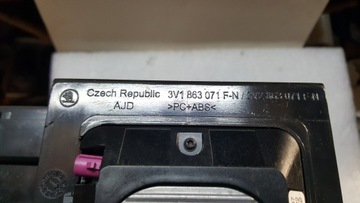 Czech Republic 3V1 863 071 F-N /
AJD >PC+ABS<